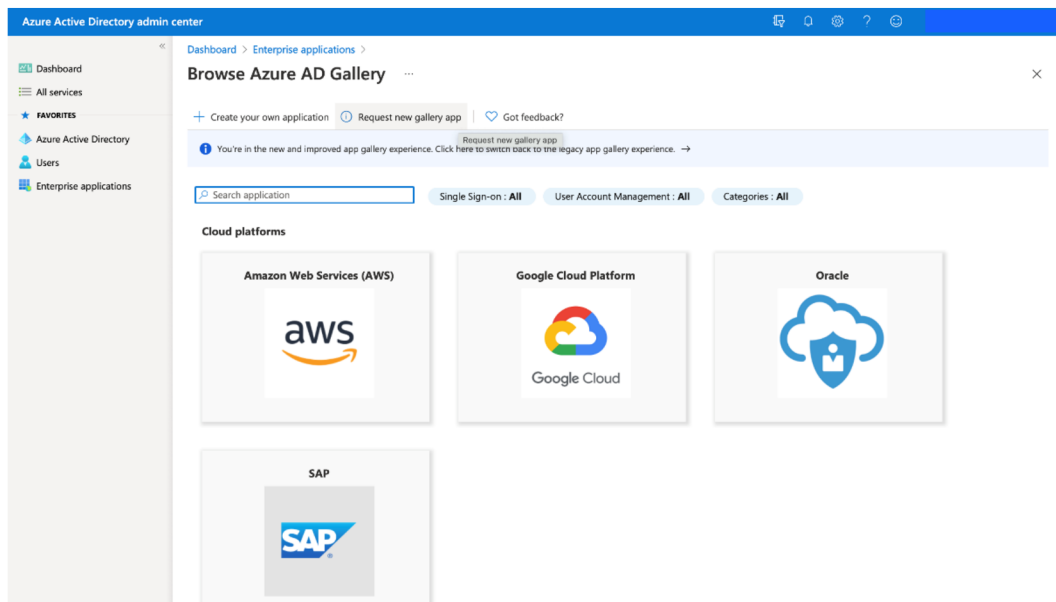 Azure Active Directory admin center
Dashboard
All services
FAVORITES
Azure Active Directory
Users
Enterprise applications
Dashboard > Enterprise applications >
Browse Azure AD Gallery ...
Create your own application Request new gallery app Got feedback?
Request new gallery app
You're in the new and improved app gallery experience. Click here to switch back to the legacy app gallery experience. →
Search application Single Sign-on : All User Account Management : All Categories : All
Cloud platforms
Amazon Web Services (AWS) Google Cloud Platform Oracle
aws
Google Cloud
SAP
SAP